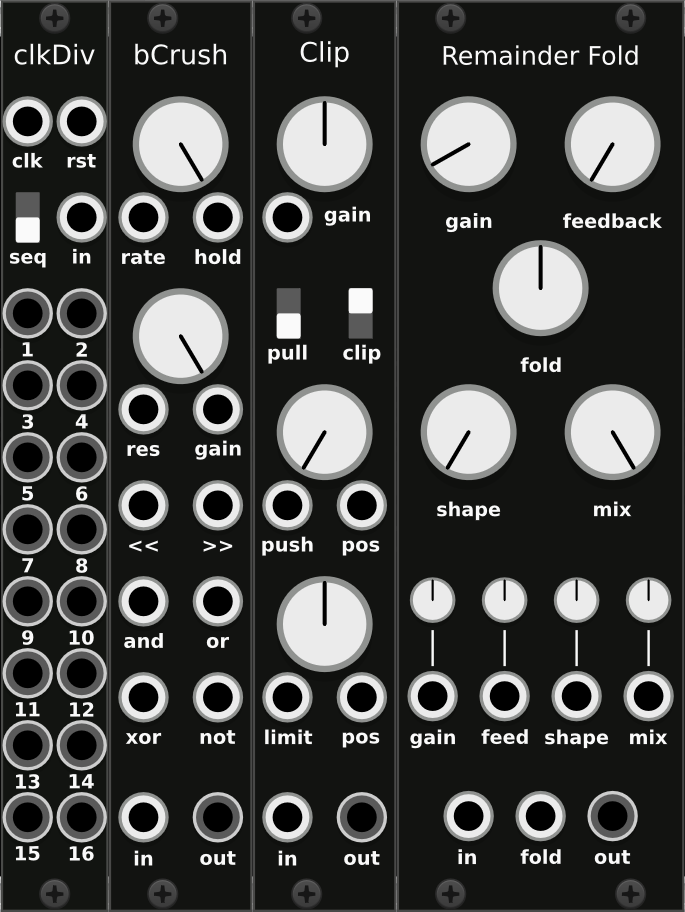 clkDiv
clk rst
seq in
1 2
3 4
5 6
7 8
9 10
11 12
13 14
15 16
bCrush
rate hold
res gain
<< >>
and or
xor not
in out
Clip
gain
pull clip
push pos
limit pos
in out
Remainder Fold
gain feedback
fold
shape mix
gain feed shape mix
in fold out